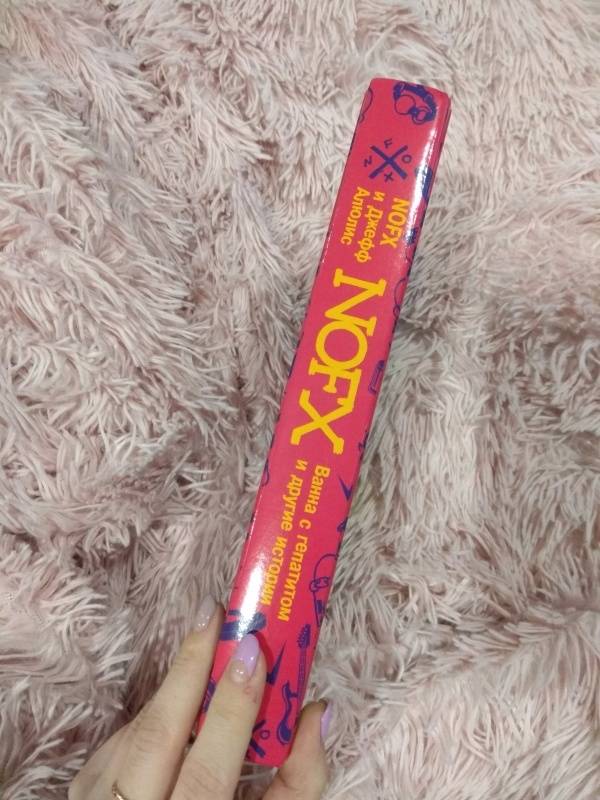 NOFX
и Джефф
Алюлис
NOFX
Ванна с гепатитом
и другие истории